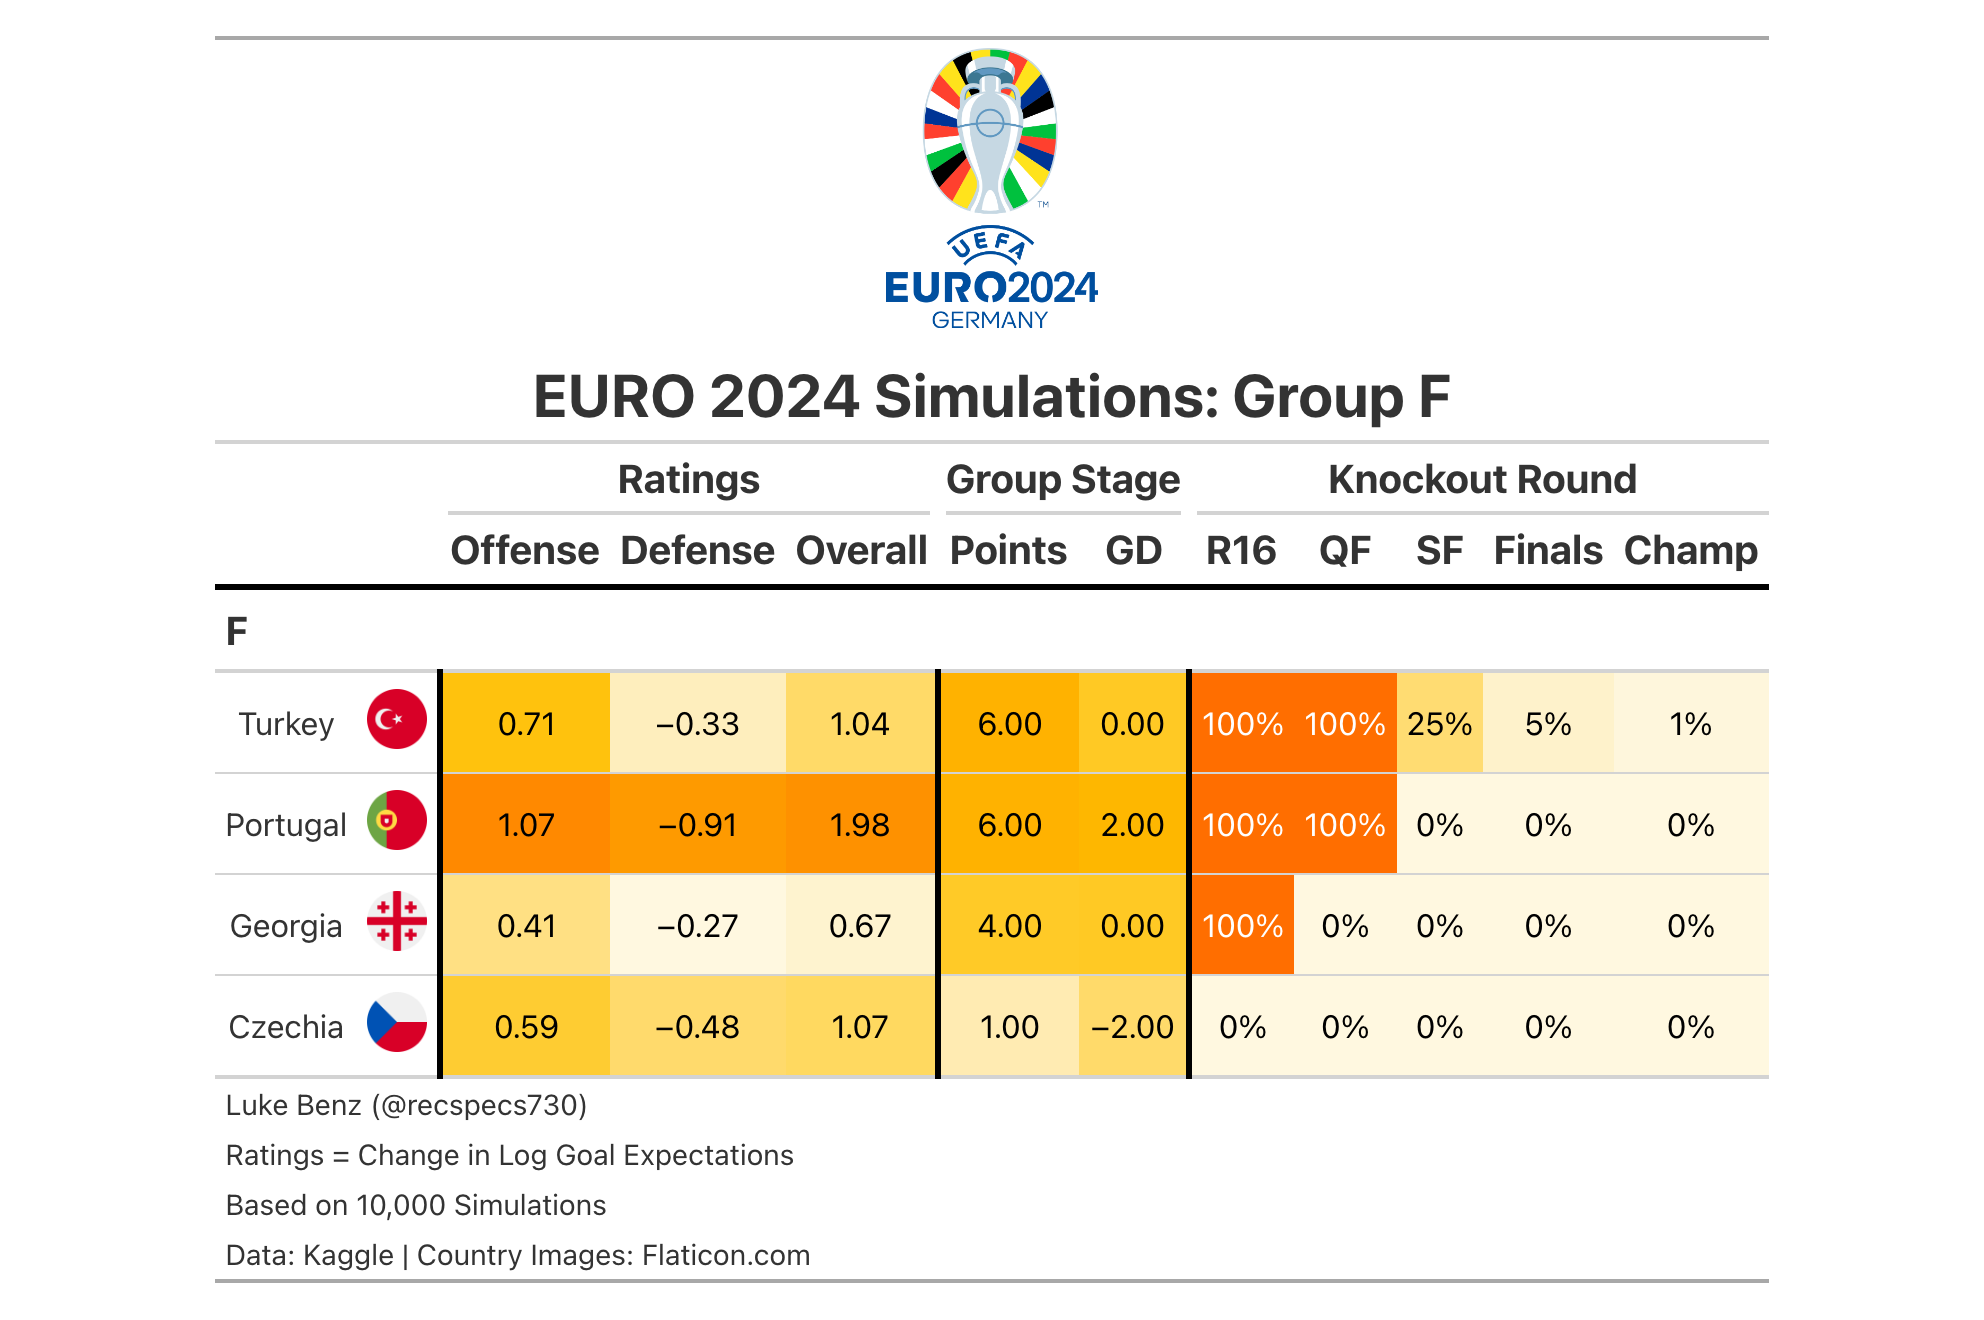 TM
UEFA
EURO2024
GERMANY
EURO 2024 Simulations: Group F
Ratings Group Stage Knockout Round
Offense Defense Overall Points GD R16 QF SF Finals Champ
F
Turkey 0.71 −0.33 1.04 6.00 0.00 100% 100% 25% 5% 1%
Portugal 1.07 −0.91 1.98 6.00 2.00 100% 100% 0% 0% 0%
Georgia 0.41 −0.27 0.67 4.00 0.00 100% 0% 0% 0% 0%
Czechia 0.59 −0.48 1.07 1.00 −2.00 0% 0% 0% 0% 0%
Luke Benz (@recspecs730)
Ratings = Change in Log Goal Expectations
Based on 10,000 Simulations
Data: Kaggle | Country Images: Flaticon.com